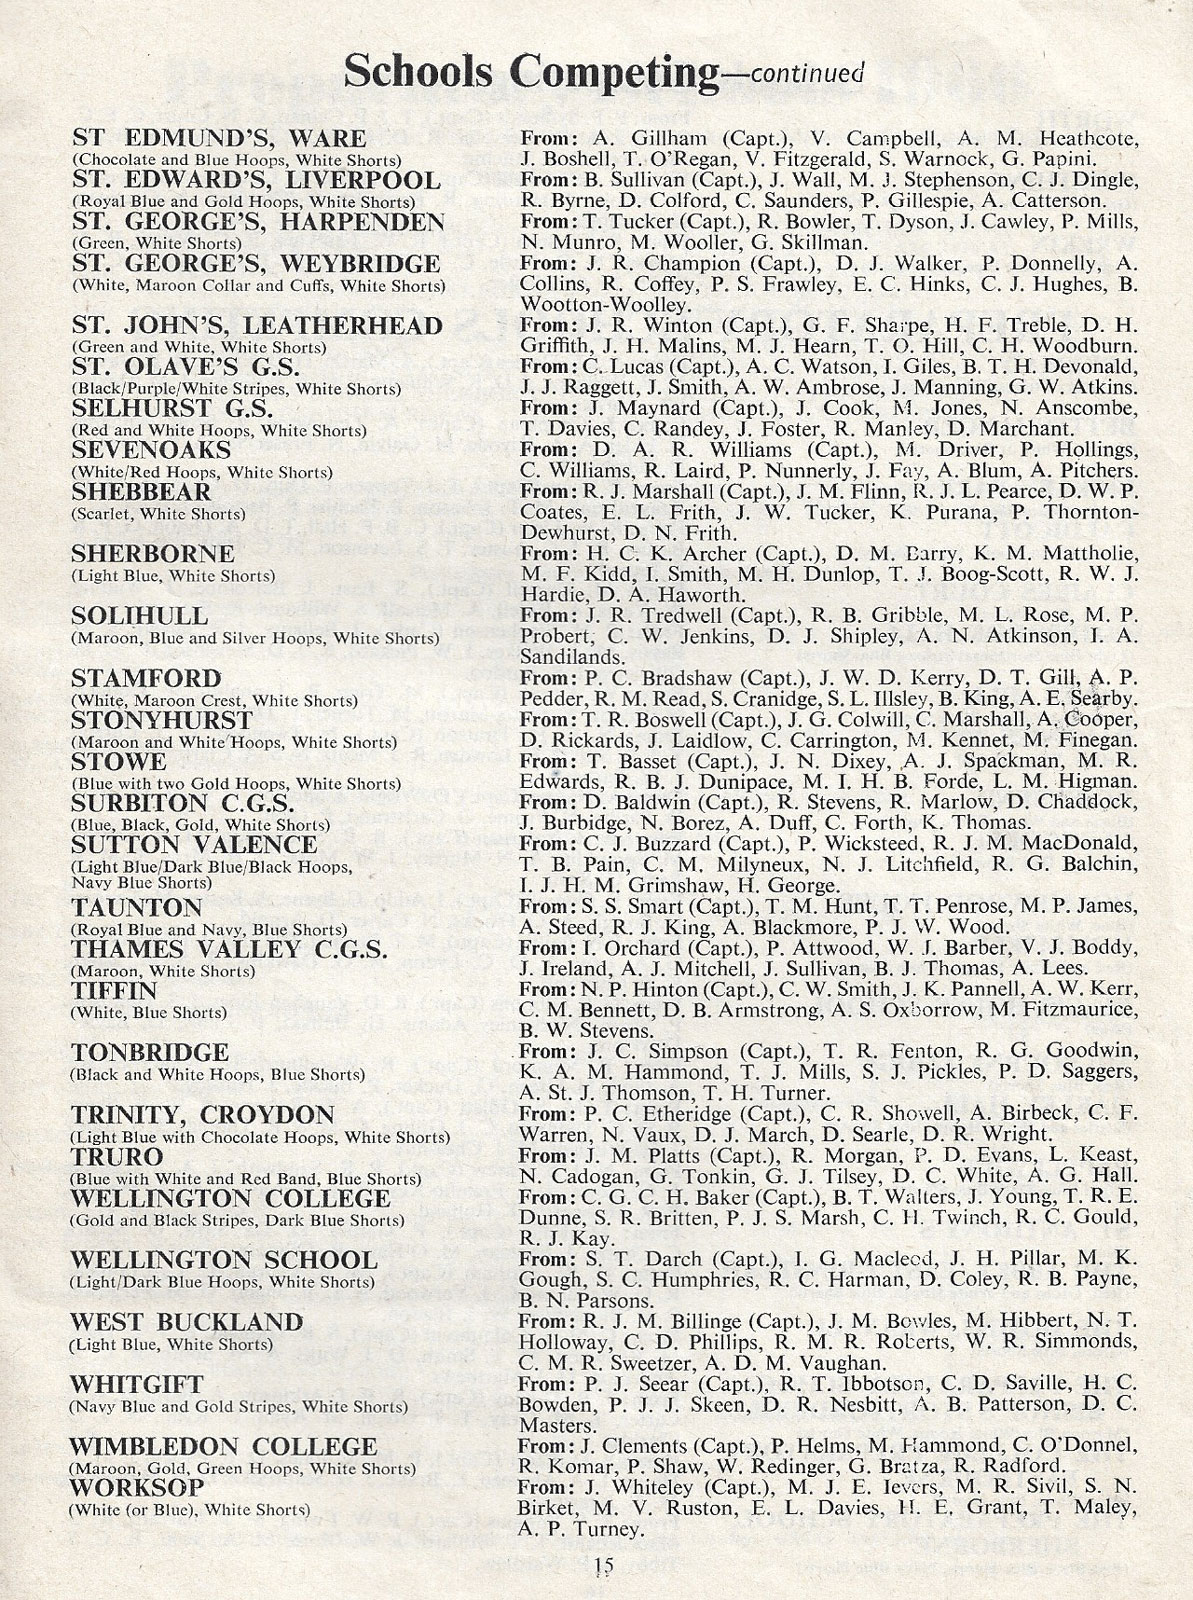 Schools Competing—continued
ST EDMUND'S, WARE
(Chocolate and Blue Hoops, White Shorts)
From: A. Gillham (Capt.), V. Campbell, A. M. Heathcote,
J. Boshell, T. O'Regan, V. Fitzgerald, S. Warnock, G. Papini.
ST. EDWARD'S, LIVERPOOL
(Royal Blue and Gold Hoops, White Shorts)
From: B. Sullivan (Capt.), J. Wall, M. J. Stephenson, C. J. Dingle,
R. Byrne, D. Colford, C. Saunders, P. Gillespie, A. Catterson.
ST. GEORGE'S, HARPENDEN
(Green, White Shorts)
From: T. Tucker (Capt.), R. Bowler, T. Dyson, J. Cawley, P. Mills,
N. Munro, M. Wooller, G. Skillman.
ST. GEORGE'S, WEYBRIDGE
(White, Maroon Collar and Cuffs, White Shorts)
From: J. R. Champion (Capt.), D. J. Walker, P. Donnelly, A.
Collins, R. Coffey, P. S. Frawley, E. C. Hinks, C. J. Hughes, B.
Wootton-Woolley.
ST. JOHN'S, LEATHERHEAD
(Green and White, White Shorts)
From: J. R. Winton (Capt.), G. F. Sharpe, H. F. Treble, D. H.
Griffith, J. H. Malins, M. J. Hearn, T. O. Hill, C. H. Woodburn.
ST. OLAVE'S G.S.
(Black/Purple/White Stripes, White Shorts)
From: C. Lucas (Capt.), A. C. Watson, I. Giles, B. T. H. Devonald,
J. J. Raggett, J. Smith, A. W. Ambrose, J. Manning, G. W. Atkins.
SELHURST G.S.
(Red and White Hoops, White Shorts)
From: J. Maynard (Capt.), J. Cook, M. Jones, N. Anscombe,
T. Davies, C. Randey, J. Foster, R. Manley, D. Marchant.
SEVENOAKS
(White/Red Hoops, White Shorts)
From: D. A. R. Williams (Capt.), M. Driver, P. Hollings,
C. Williams, R. Laird, P. Nunnerly, J. Fay, A. Blum, A. Pitchers.
SHEBBEAR
(Scarlet, White Shorts)
From: R. J. Marshall (Capt.), J. M. Flinn, R. J. L. Pearce, D. W. P.
Coates, E. L. Frith, J. W. Tucker, K. Purana, P. Thornton-
Dewhurst, D. N. Frith.
SHERBORNE
(Light Blue, White Shorts)
From: H. C. K. Archer (Capt.), D. M. Barry, K. M. Mattholie,
M. F. Kidd, I. Smith, M. H. Dunlop, T. J. Boog-Scott, R. W. J.
Hardie, D. A. Haworth.
SOLIHULL
(Maroon, Blue and Silver Hoops, White Shorts)
From: J. R. Tredwell (Capt.), R. B. Gribble, M. L. Rose, M. P.
Probert, C. W. Jenkins, D. J. Shipley, A. N. Atkinson, I. A.
Sandilands.
STAMFORD
(White, Maroon Crest, White Shorts)
From: P. C. Bradshaw (Capt.), J. W. D. Kerry, D. T. Gill, A. P.
Pedder, R. M. Read, S. Cranidge, S. L. Illsley, B. King, A. E. Searby.
STONYHURST
(Maroon and White Hoops, White Shorts)
From: T. R. Boswell (Capt.), J. G. Colwill, C. Marshall, A. Cooper,
D. Rickards, J. Laidlow, C. Carrington, M. Kennet, M. Finegan.
STOWE
(Blue with two Gold Hoops, White Shorts)
From: T. Basset (Capt.), J. N. Dixey, A. J. Spackman, M. R.
Edwards, R. B. J. Dunipace, M. I. H. B. Forde, L. M. Higman.
SURBITON C.G.S.
(Blue, Black, Gold, White Shorts)
From: D. Baldwin (Capt.), R. Stevens, R. Marlow, D. Chaddock,
J. Burbidge, N. Borez, A. Duff, C. Forth, K. Thomas.
SUTTON VALENCE
(Light Blue/Dark Blue/Black Hoops,
Navy Blue Shorts)
From: C. J. Buzzard (Capt.), P. Wicksteed, R. J. M. MacDonald,
T. B. Pain, C. M. Milyneux, N. J. Litchfield, R. G. Balchin,
I. J. H. M. Grimshaw, H. George.
TAUNTON
(Royal Blue and Navy, Blue Shorts)
From: S. S. Smart (Capt.), T. M. Hunt, T. T. Penrose, M. P. James,
A. Steed, R. J. King, A. Blackmore, P. J. W. Wood.
THAMES VALLEY C.G.S.
(Maroon, White Shorts)
From: I. Orchard (Capt.), P. Attwood, W. J. Barber, V. J. Boddy,
J. Ireland, A. J. Mitchell, J. Sullivan, B. J. Thomas, A. Lees.
TIFFIN
(White, Blue Shorts)
From: N. P. Hinton (Capt.), C. W. Smith, J. K. Pannell, A. W. Kerr,
C. M. Bennett, D. B. Armstrong, A. S. Oxborrow, M. Fitzmaurice,
B. W. Stevens.
TONBRIDGE
(Black and White Hoops, Blue Shorts)
From: J. C. Simpson (Capt.), T. R. Fenton, R. G. Goodwin,
K. A. M. Hammond, T. J. Mills, S. J. Pickles, P. D. Saggers,
A. St. J. Thomson, T. H. Turner.
TRINITY, CROYDON
(Light Blue with Chocolate Hoops, White Shorts)
From: P. C. Etheridge (Capt.), C. R. Showell, A. Birbeck, C. F.
Warren, N. Vaux, D. J. March, D. Searle, D. R. Wright.
TRURO
(Blue with White and Red Band, Blue Shorts)
From: J. M. Platts (Capt.), R. Morgan, P. D. Evans, L. Keast,
N. Cadogan, G. Tonkin, G. J. Tilsey, D. C. White, A. G. Hall.
WELLINGTON COLLEGE
(Gold and Black Stripes, Dark Blue Shorts)
From: C. G. C. H. Baker (Capt.), B. T. Walters, J. Young, T. R. E.
Dunne, S. R. Britten, P. J. S. Marsh, C. H. Twinch, R. C. Gould,
R. J. Kay.
WELLINGTON SCHOOL
(Light/Dark Blue Hoops, White Shorts)
From: S. T. Darch (Capt.), I. G. Macleod, J. H. Pillar, M. K.
Gough, S. C. Humphries, R. C. Harman, D. Coley, R. B. Payne,
B. N. Parsons.
WEST BUCKLAND
(Light Blue, White Shorts)
From: R. J. M. Billinge (Capt.), J. M. Bowles, M. Hibbert, N. T.
Holloway, C. D. Phillips, R. M. R. Roberts, W. R. Simmonds,
C. M. R. Sweetzer, A. D. M. Vaughan.
WHITGIFT
(Navy Blue and Gold Stripes, White Shorts)
From: P. J. Seear (Capt.), R. T. Ibbotson, C. D. Saville, H. C.
Bowden, P. J. J. Skeen, D. R. Nesbitt, A. B. Patterson, D. C.
Masters.
WIMBLEDON COLLEGE
(Maroon, Gold, Green Hoops, White Shorts)
From: J. Clements (Capt.), P. Helms, M. Hammond, C. O'Donnel,
R. Komar, P. Shaw, W. Redinger, G. Bratza, R. Radford.
WORKSOP
(White (or Blue), White Shorts)
From: J. Whiteley (Capt.), M. J. E. Ievers, M. R. Sivil, S. N.
Birket, M. V. Ruston, E. L. Davies, H. E. Grant, T. Maley,
A. P. Turney.
15